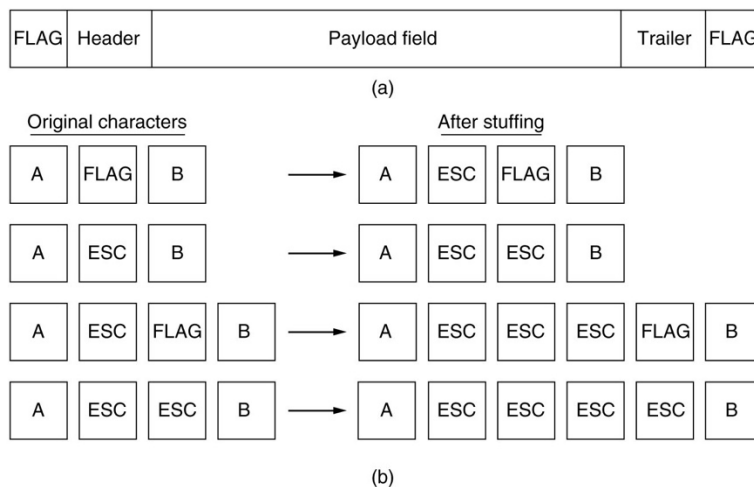 FLAG Header Payload field Trailer FLAG
(a)
Original characters After stuffing
A FLAG B A ESC FLAG B
A ESC B A ESC ESC B
A ESC FLAG B A ESC ESC ESC FLAG B
A ESC ESC B A ESC ESC ESC ESC B
(b)